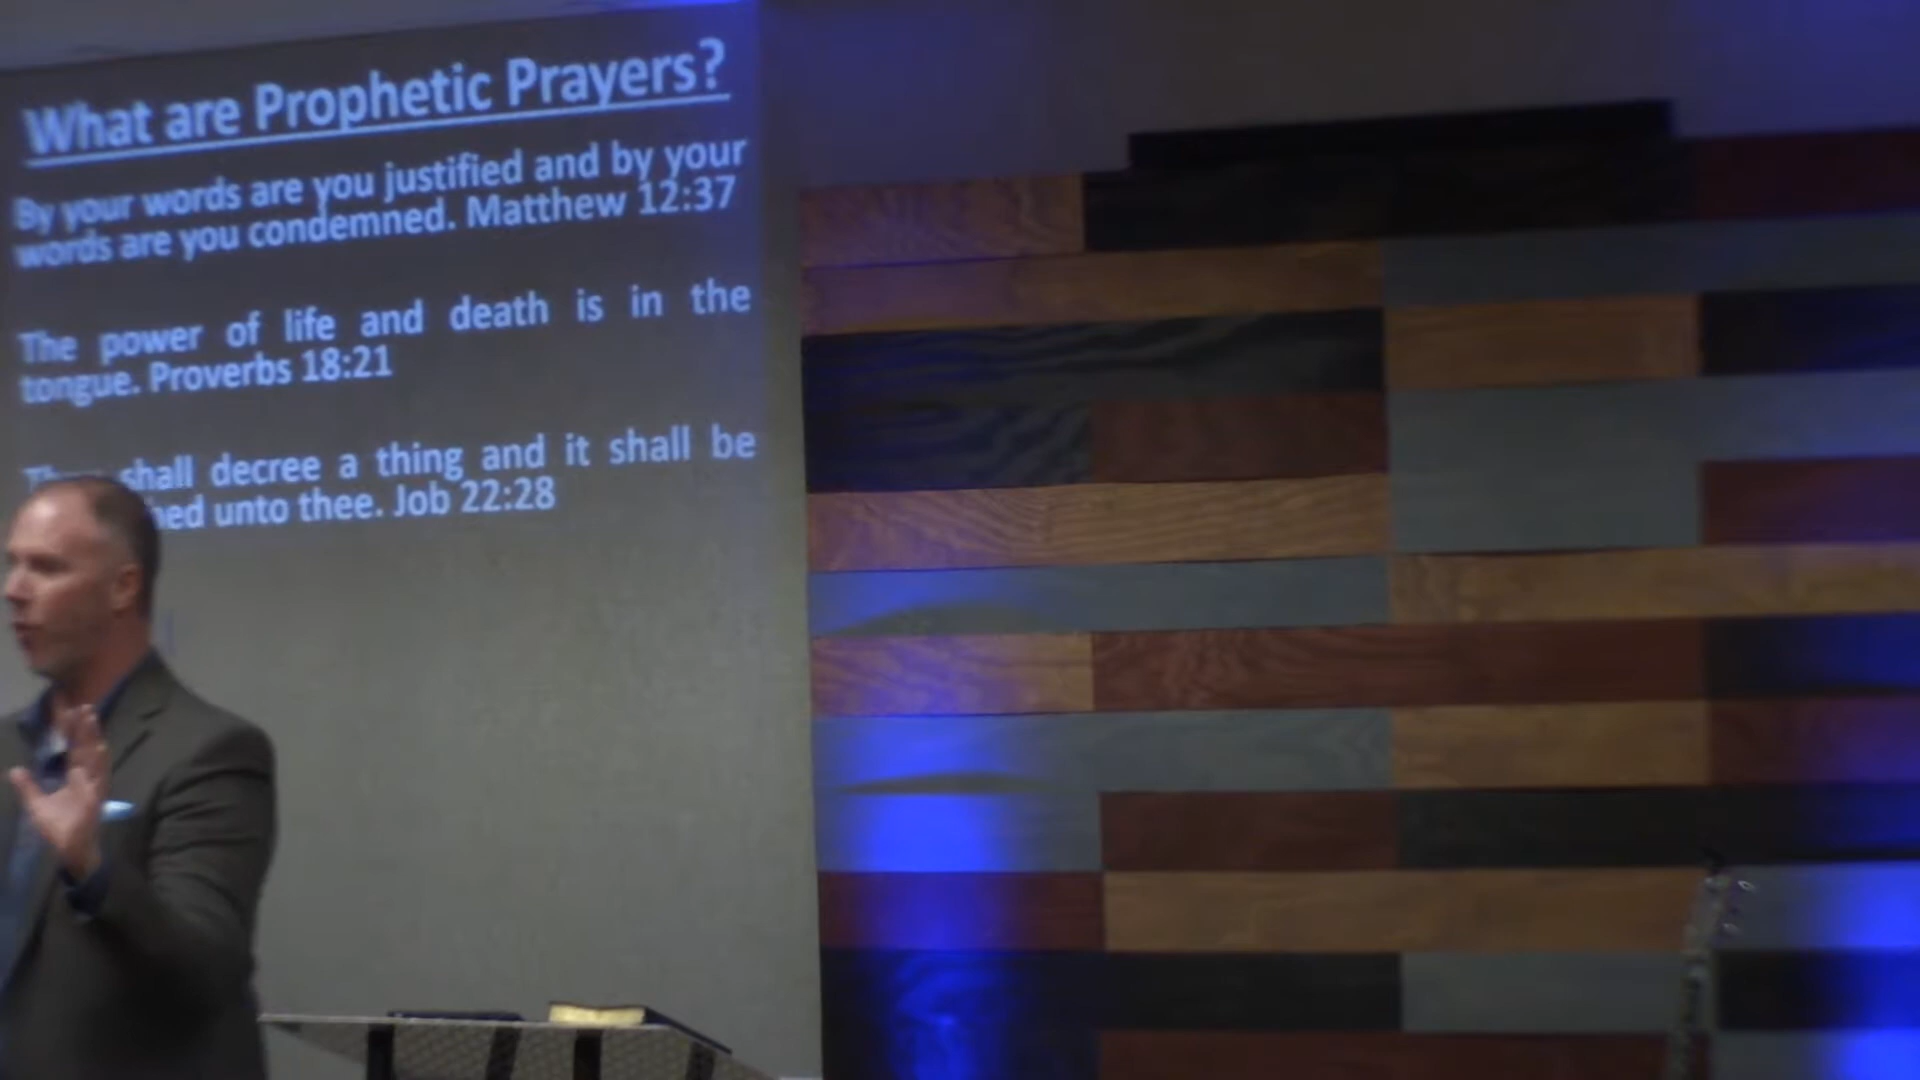 What are Prophetic Prayers?
By your words are you justified and by your
words are you condemned. Matthew 12:37
The power of life and death is in the
tongue. Proverbs 18:21
shall decree a thing and it shall be
unto thee. Job 22:28